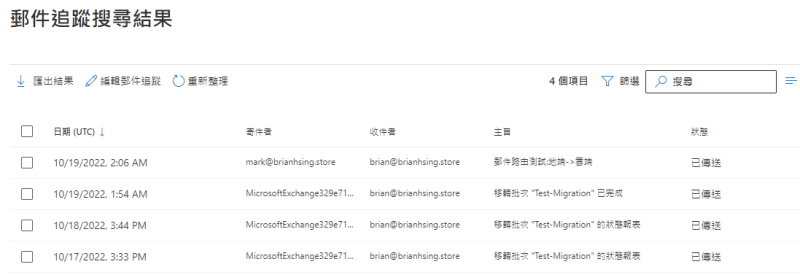 郵件追蹤搜尋結果
匯出結果 編輯郵件追蹤 重新整理 4 個項目 篩選 搜尋
日期 (UTC) ↓ 寄件者 收件者 主旨 狀態
10/19/2022, 2:06 AM mark@brianhsing.store brian@brianhsing.store 郵件路由測試:地端->雲端 已傳送
10/19/2022, 1:54 AM MicrosoftExchange329e71... brian@brianhsing.store 移轉批次 "Test-Migration" 已完成 已傳送
10/18/2022, 3:44 PM MicrosoftExchange329e71... brian@brianhsing.store 移轉批次 "Test-Migration" 的狀態報表 已傳送
10/17/2022, 3:33 PM MicrosoftExchange329e71... brian@brianhsing.store 移轉批次 "Test-Migration" 的狀態報表 已傳送